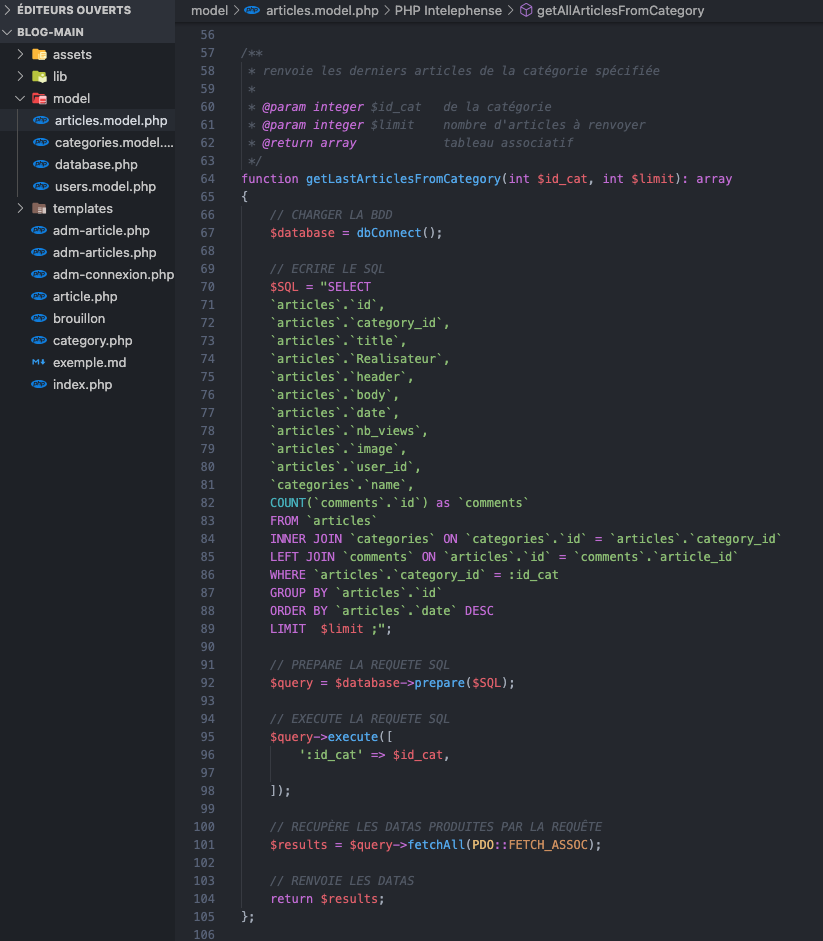 ÉDITEURS OUVERTS
BLOG-MAIN
assets
lib
model
articles.model.php
categories.model....
database.php
users.model.php
templates
adm-article.php
adm-articles.php
adm-connexion.php
article.php
brouillon
category.php
exemple.md
index.php
model > articles.model.php > PHP Intelephense > getAllArticlesFromCategory
56
57 /**
58  * renvoie les derniers articles de la catégorie spécifiée
59  *
60  * @param integer $id_cat   de la catégorie
61  * @param integer $limit    nombre d'articles à renvoyer
62  * @return array            tableau associatif
63  */
64 function getLastArticlesFromCategory(int $id_cat, int $limit): array
65 {
66     // CHARGER LA BDD
67     $database = dbConnect();
68
69     // ECRIRE LE SQL
70     $SQL = "SELECT
71     `articles`.`id`,
72     `articles`.`category_id`,
73     `articles`.`title`,
74     `articles`.`Realisateur`,
75     `articles`.`header`,
76     `articles`.`body`,
77     `articles`.`date`,
78     `articles`.`nb_views`,
79     `articles`.`image`,
80     `articles`.`user_id`,
81     `categories`.`name`,
82     COUNT(`comments`.`id`) as `comments`
83     FROM `articles`
84     INNER JOIN `categories` ON `categories`.`id` = `articles`.`category_id`
85     LEFT JOIN `comments` ON `articles`.`id` = `comments`.`article_id`
86     WHERE `articles`.`category_id` = :id_cat
87     GROUP BY `articles`.`id`
88     ORDER BY `articles`.`date` DESC
89     LIMIT  $limit ;";
90
91     // PREPARE LA REQUETE SQL
92     $query = $database->prepare($SQL);
93
94     // EXECUTE LA REQUETE SQL
95     $query->execute([
96         ':id_cat' => $id_cat,
97
98     ]);
99
100     // RECUPÈRE LES DATAS PRODUITES PAR LA REQUÊTE
101     $results = $query->fetchAll(PDO::FETCH_ASSOC);
102
103     // RENVOIE LES DATAS
104     return $results;
105 };
106